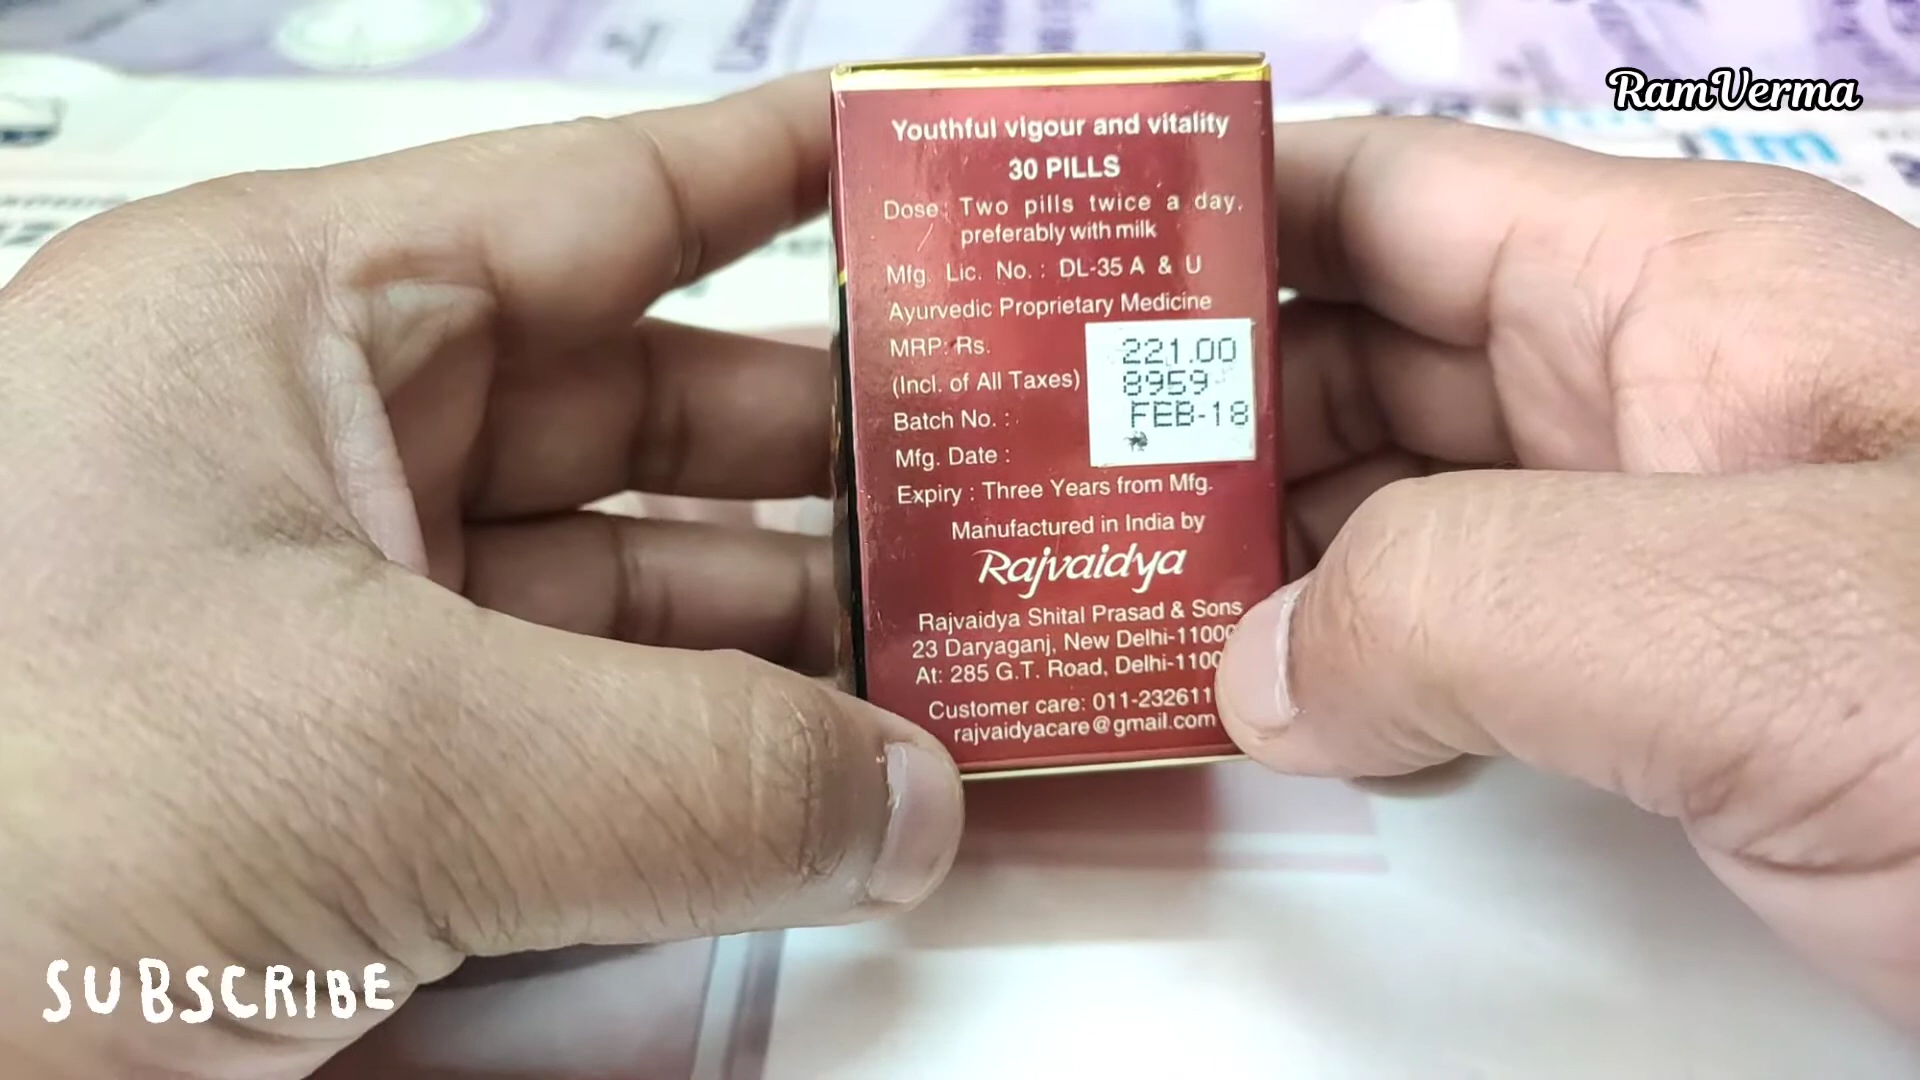 RamVerma
Youthful vigour and vitality
30 PILLS
Dose: Two pills twice a day.
preferably with milk
Mfg. Lic. No. : DL-35 A & U
Ayurvedic Proprietary Medicine
MRP: Rs. 221.00
(Incl. of All Taxes) 8959
Batch No. : FEB-18
Mfg. Date :
Expiry : Three Years from Mfg.
Manufactured in India by
Rajvaidya
Rajvaidya Shital Prasad & Sons
23 Daryaganj, New Delhi-11000
At: 285 G.T. Road, Delhi-1100
Customer care: 011-232611
rajvaidyacare@gmail.com
SUBSCRIBE